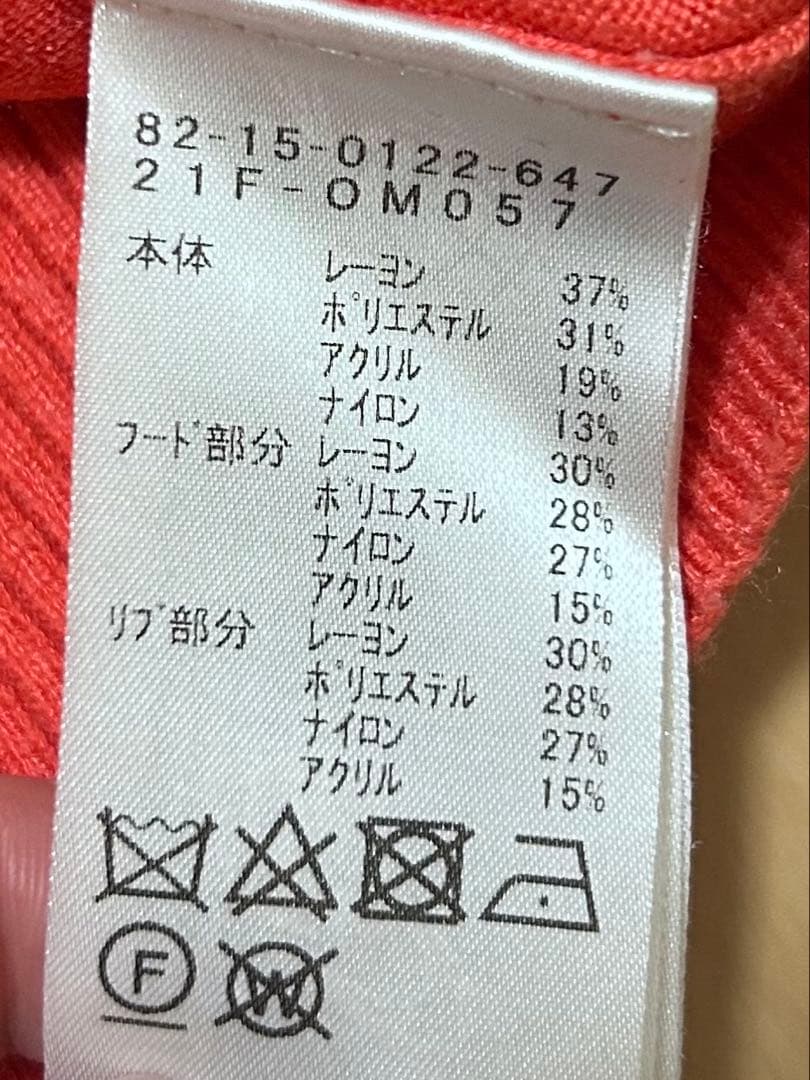 82-15-0122-647
21F-OM057
本体 レーヨン 37%
ポリエステル 31%
アクリル 19%
ナイロン 13%
フード部分 レーヨン 30%
ポリエステル 28%
ナイロン 27%
アクリル 15%
リブ部分 レーヨン 30%
ポリエステル 28%
ナイロン 27%
アクリル 15%
F W